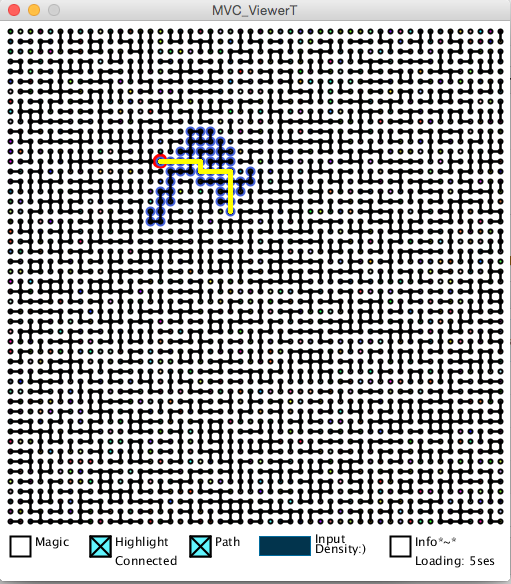 MVC_ViewerT
Magic
Highlight
Connected
Path
Input
Density:)
Info*~*
Loading: 5ses